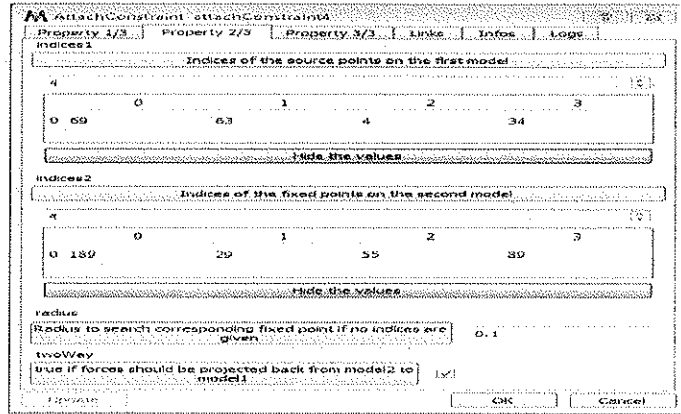 AttachConstraint attachConstraint4
Property 1/3 Property 2/3 Property 3/3 Links Infos Logs
indices1
Indices of the source points on the first model
4
0 1 2 3
0 69 63 4 34
Hide the values
indices2
Indices of the fixed points on the second model
4
0 1 2 3
0 189 29 55 89
Hide the values
radius
Radius to search corresponding fixed point if no indices are
given
0.1
twoWay
true if forces should be projected back from model2 to
model1
Update OK Cancel